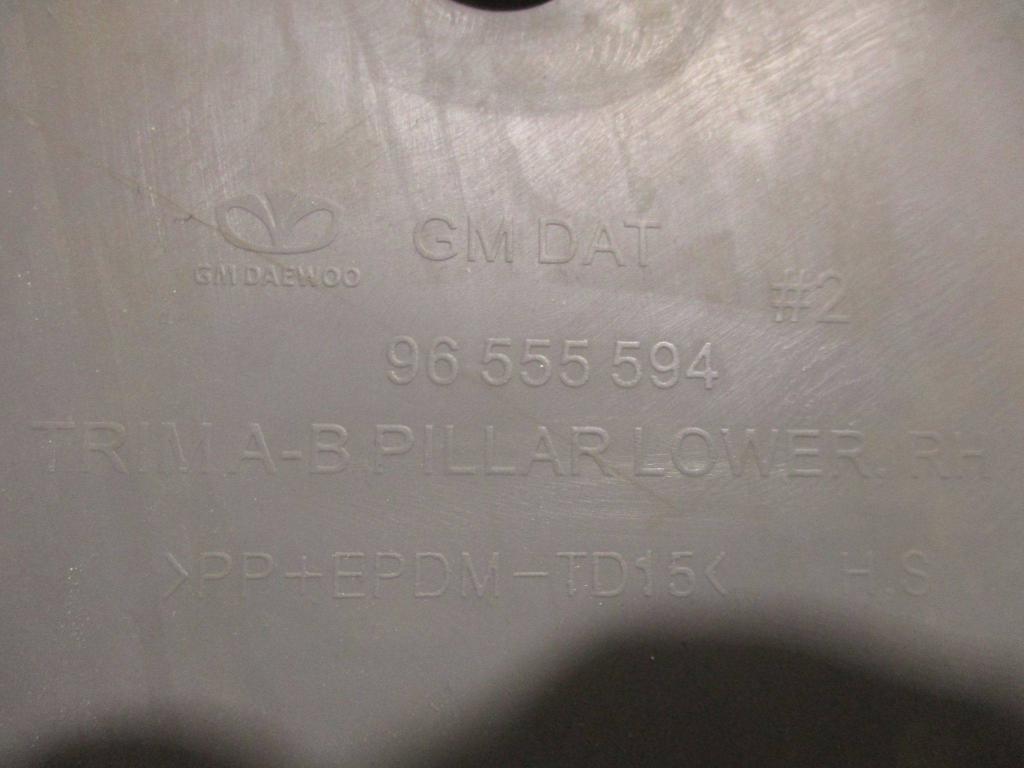 GM DAEWOO
GM DAT
#2
96 555 594
TRIM A-B PILLAR LOWER, RH
>PP+EPDM-TD15< H.S